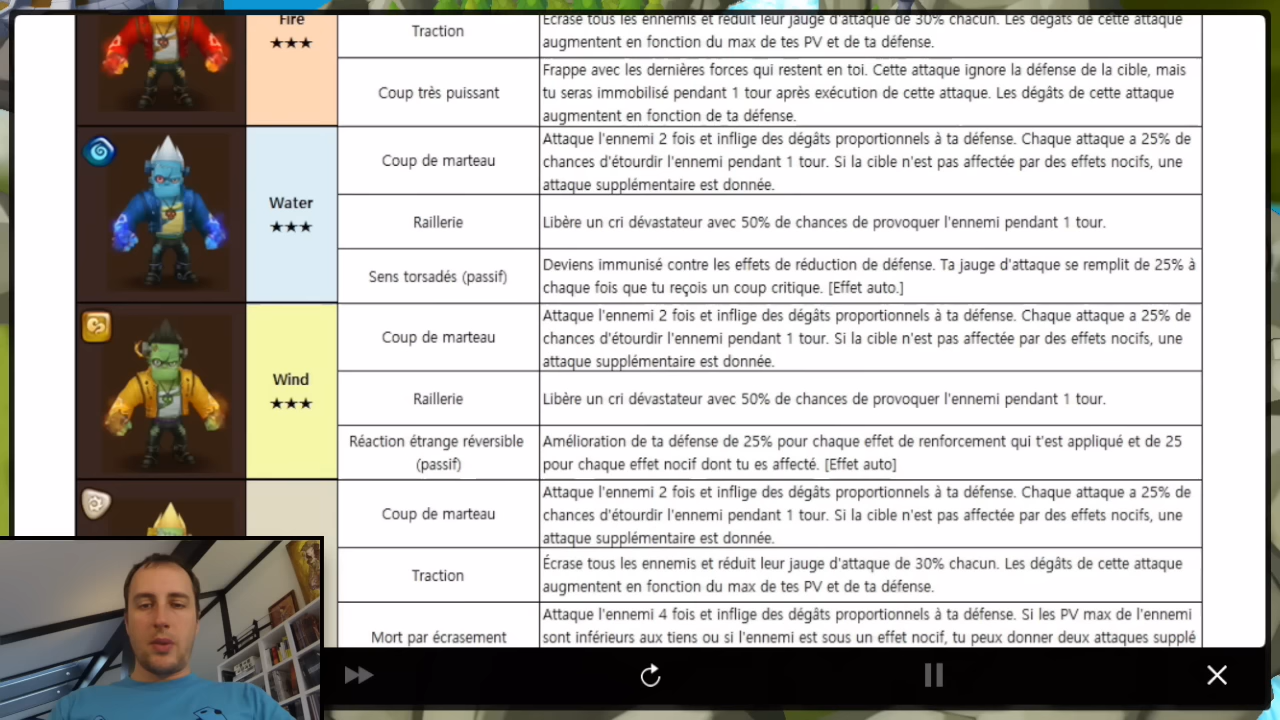 Fire
★★★
Traction
Écrase tous les ennemis et réduit leur jauge d'attaque de 30% chacun. Les dégâts de cette attaque
augmentent en fonction du max de tes PV et de ta défense.
Coup très puissant
Frappe avec les dernières forces qui restent en toi. Cette attaque ignore la défense de la cible, mais
tu seras immobilisé pendant 1 tour après exécution de cette attaque. Les dégâts de cette attaque
augmentent en fonction de ta défense.
Water
★★★
Coup de marteau
Attaque l'ennemi 2 fois et inflige des dégâts proportionnels à ta défense. Chaque attaque a 25% de
chances d'étourdir l'ennemi pendant 1 tour. Si la cible n'est pas affectée par des effets nocifs, une
attaque supplémentaire est donnée.
Raillerie
Libère un cri dévastateur avec 50% de chances de provoquer l'ennemi pendant 1 tour.
Sens torsadés (passif)
Deviens immunisé contre les effets de réduction de défense. Ta jauge d'attaque se remplit de 25% à
chaque fois que tu reçois un coup critique. [Effet auto.]
Wind
★★★
Coup de marteau
Attaque l'ennemi 2 fois et inflige des dégâts proportionnels à ta défense. Chaque attaque a 25% de
chances d'étourdir l'ennemi pendant 1 tour. Si la cible n'est pas affectée par des effets nocifs, une
attaque supplémentaire est donnée.
Raillerie
Libère un cri dévastateur avec 50% de chances de provoquer l'ennemi pendant 1 tour.
Réaction étrange réversible
(passif)
Amélioration de ta défense de 25% pour chaque effet de renforcement qui t'est appliqué et de 25
pour chaque effet nocif dont tu es affecté. [Effet auto]
Coup de marteau
Attaque l'ennemi 2 fois et inflige des dégâts proportionnels à ta défense. Chaque attaque a 25% de
chances d'étourdir l'ennemi pendant 1 tour. Si la cible n'est pas affectée par des effets nocifs, une
attaque supplémentaire est donnée.
Traction
Écrase tous les ennemis et réduit leur jauge d'attaque de 30% chacun. Les dégâts de cette attaque
augmentent en fonction du max de tes PV et de ta défense.
Mort par écrasement
Attaque l'ennemi 4 fois et inflige des dégâts proportionnels à ta défense. Si les PV max de l'ennemi
sont inférieurs aux tiens ou si l'ennemi est sous un effet nocif, tu peux donner deux attaques supplé